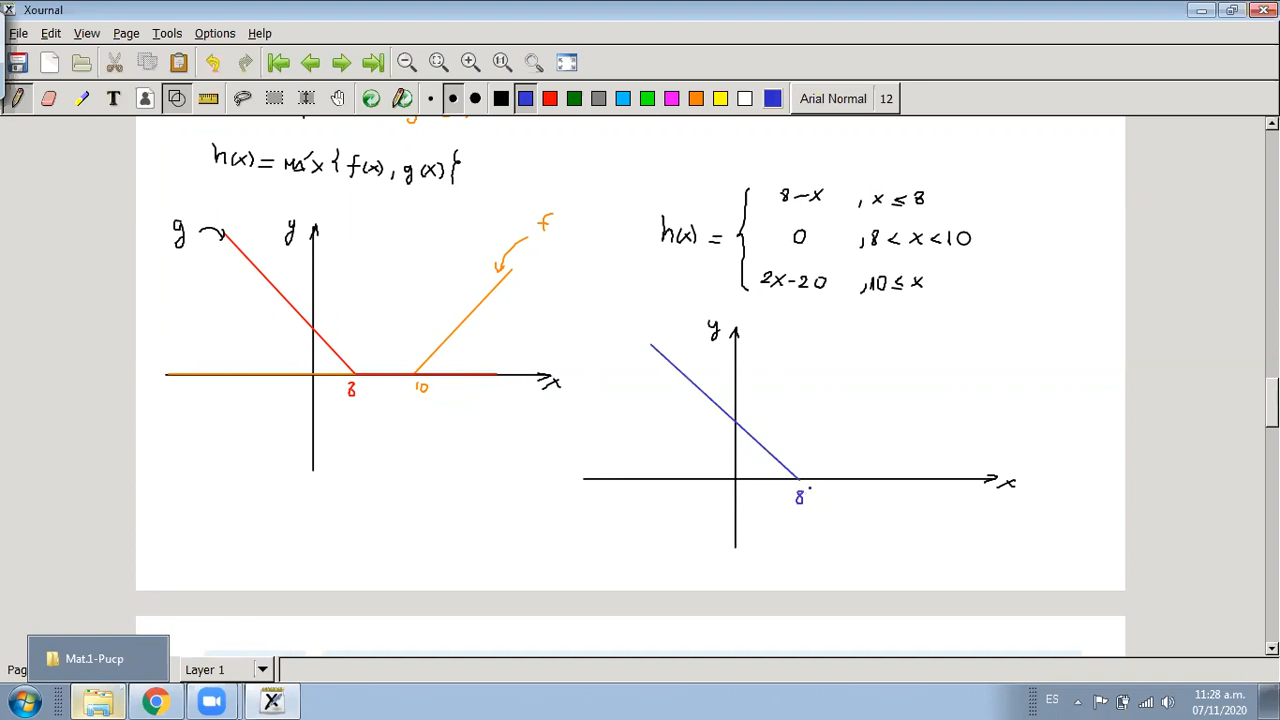 Xournal
File Edit View Page Tools Options Help
Arial Normal 12
h(x) = MÁX { f(x), g(x) }
h(x) = { 8-x , x ≤ 8
0 , 8 < x < 10
2x-20 , 10 ≤ x
g
y
f
8
10
x
y
8
x
Mat.1-Pucp
Pag
Layer 1
ES
11:28 a.m.
07/11/2020